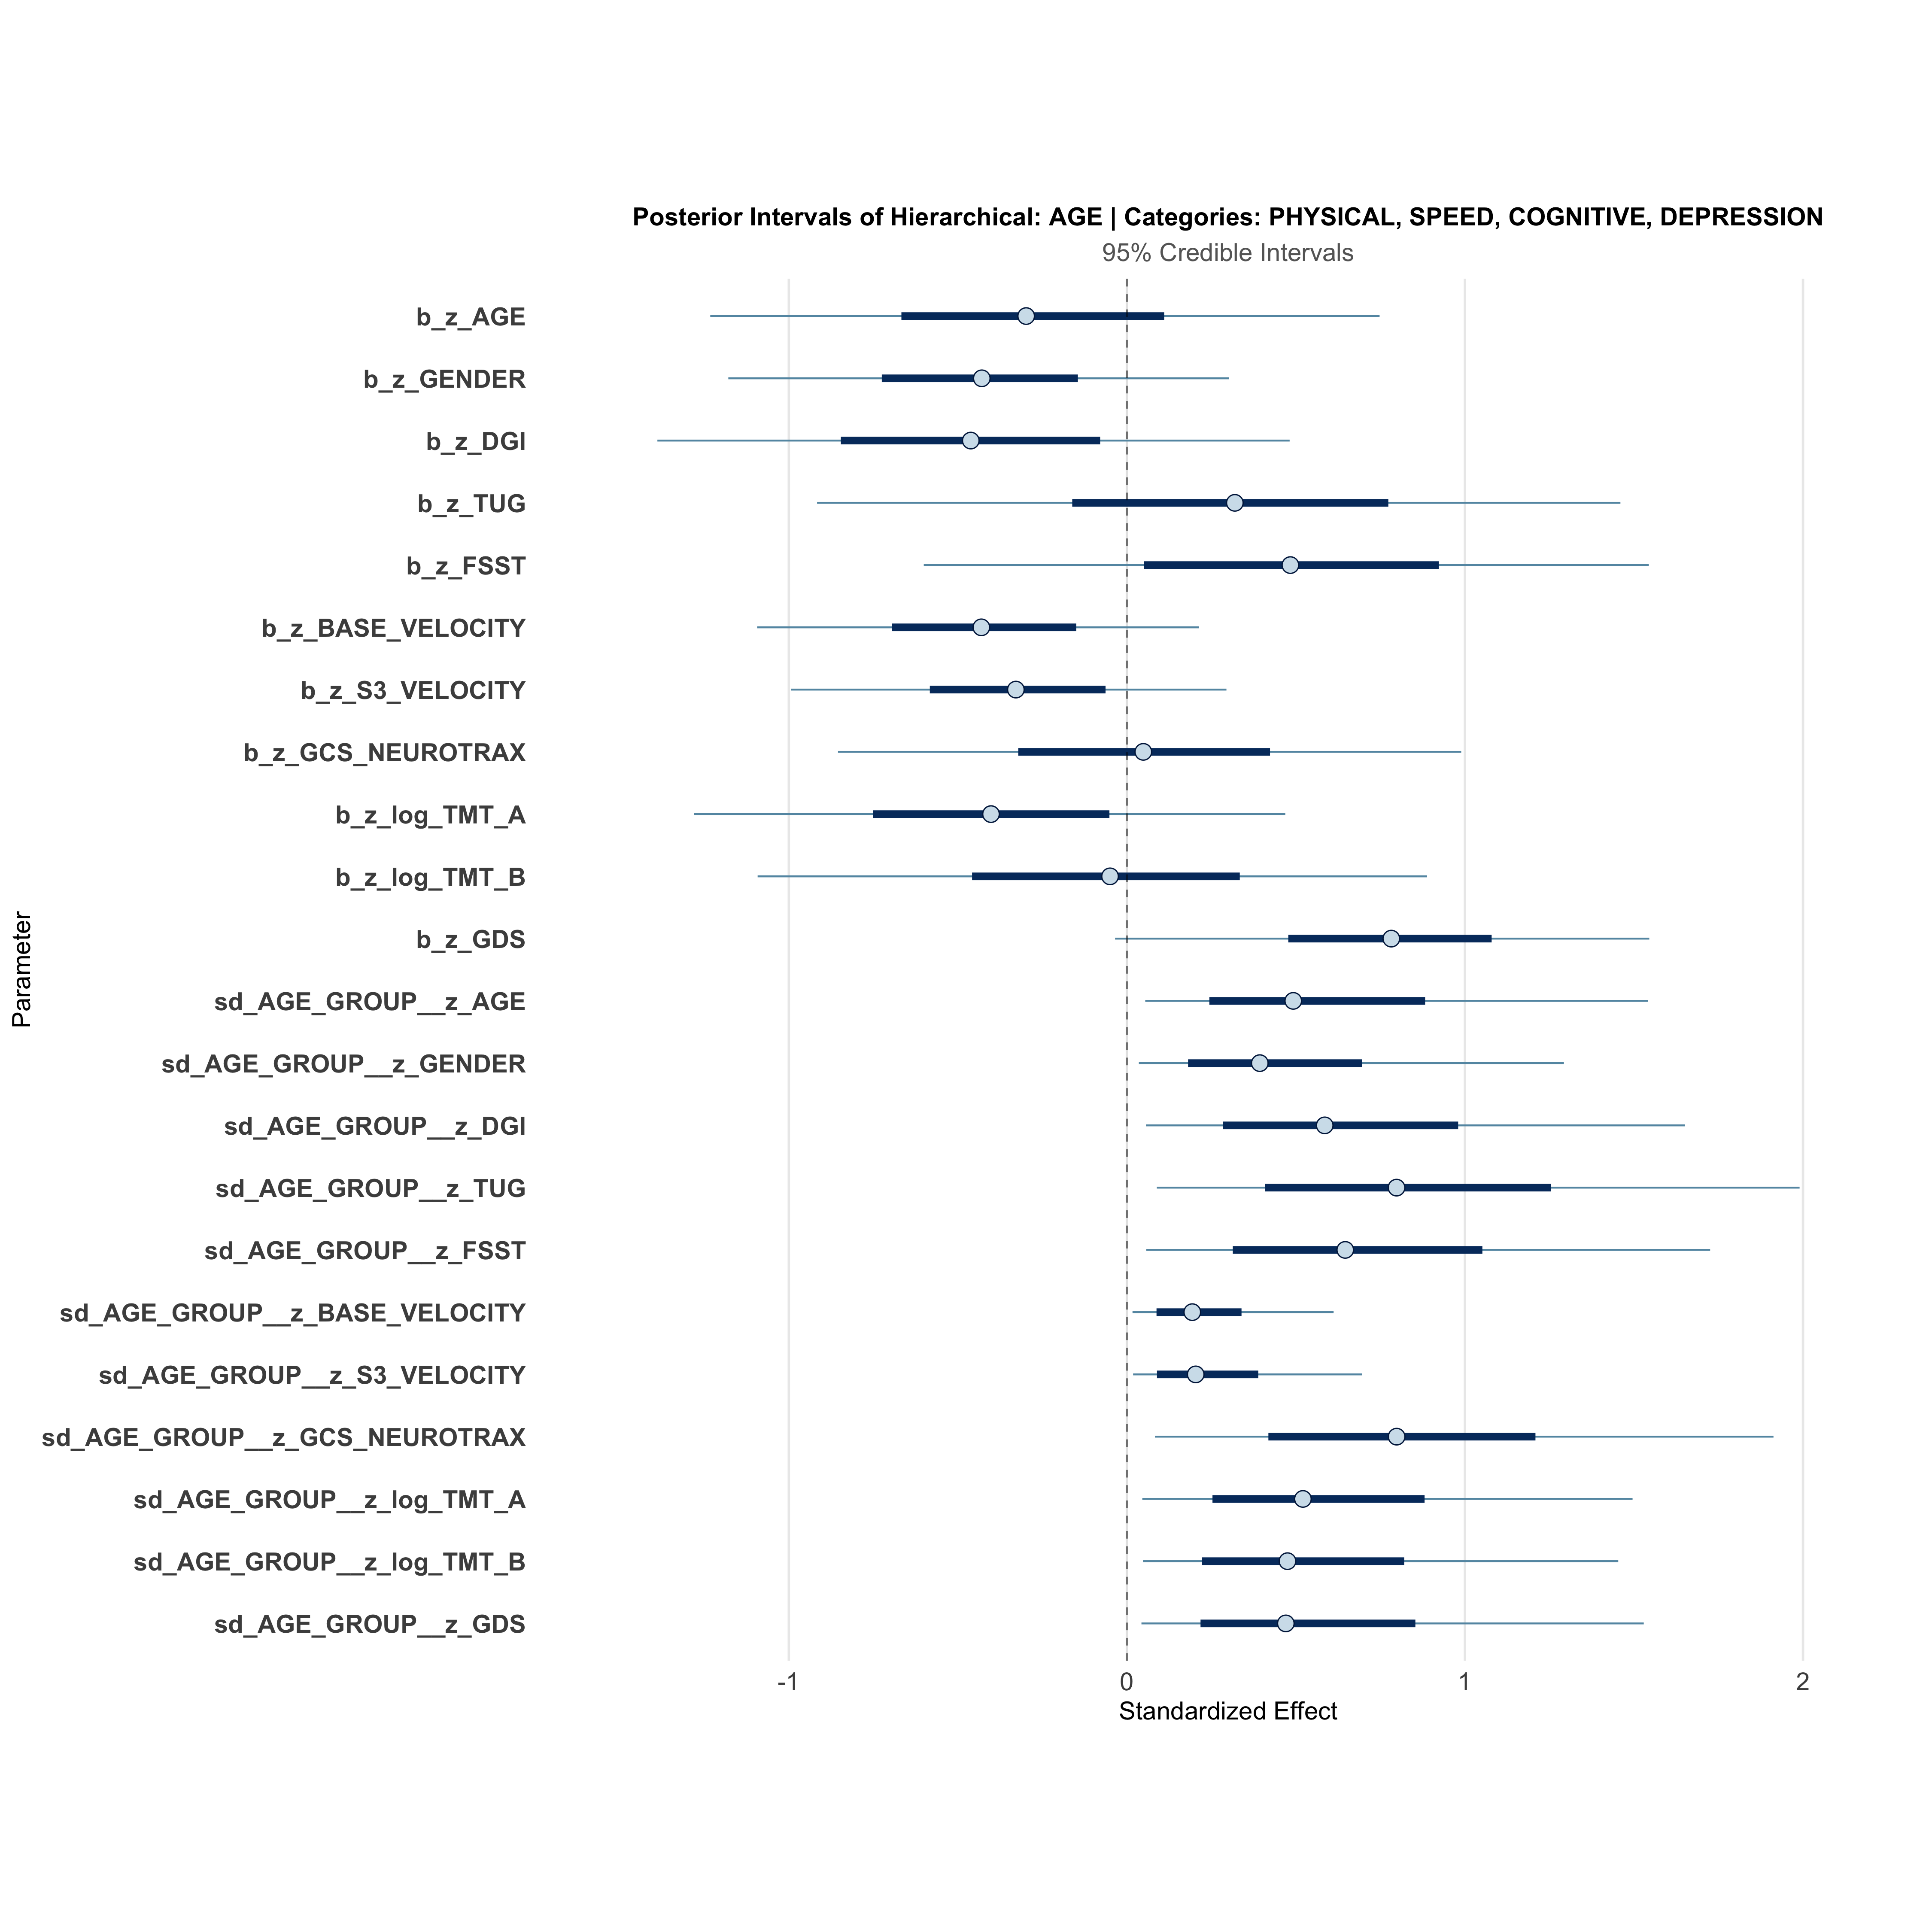 Posterior Intervals of Hierarchical: AGE | Categories: PHYSICAL, SPEED, COGNITIVE, DEPRESSION
95% Credible Intervals
b_z_AGE
b_z_GENDER
b_z_DGI
b_z_TUG
b_z_FSST
b_z_BASE_VELOCITY
b_z_S3_VELOCITY
b_z_GCS_NEUROTRAX
b_z_log_TMT_A
b_z_log_TMT_B
b_z_GDS
sd_AGE_GROUP__z_AGE
sd_AGE_GROUP__z_GENDER
sd_AGE_GROUP__z_DGI
sd_AGE_GROUP__z_TUG
sd_AGE_GROUP__z_FSST
sd_AGE_GROUP__z_BASE_VELOCITY
sd_AGE_GROUP__z_S3_VELOCITY
sd_AGE_GROUP__z_GCS_NEUROTRAX
sd_AGE_GROUP__z_log_TMT_A
sd_AGE_GROUP__z_log_TMT_B
sd_AGE_GROUP__z_GDS
Parameter
-1 0 1 2
Standardized Effect